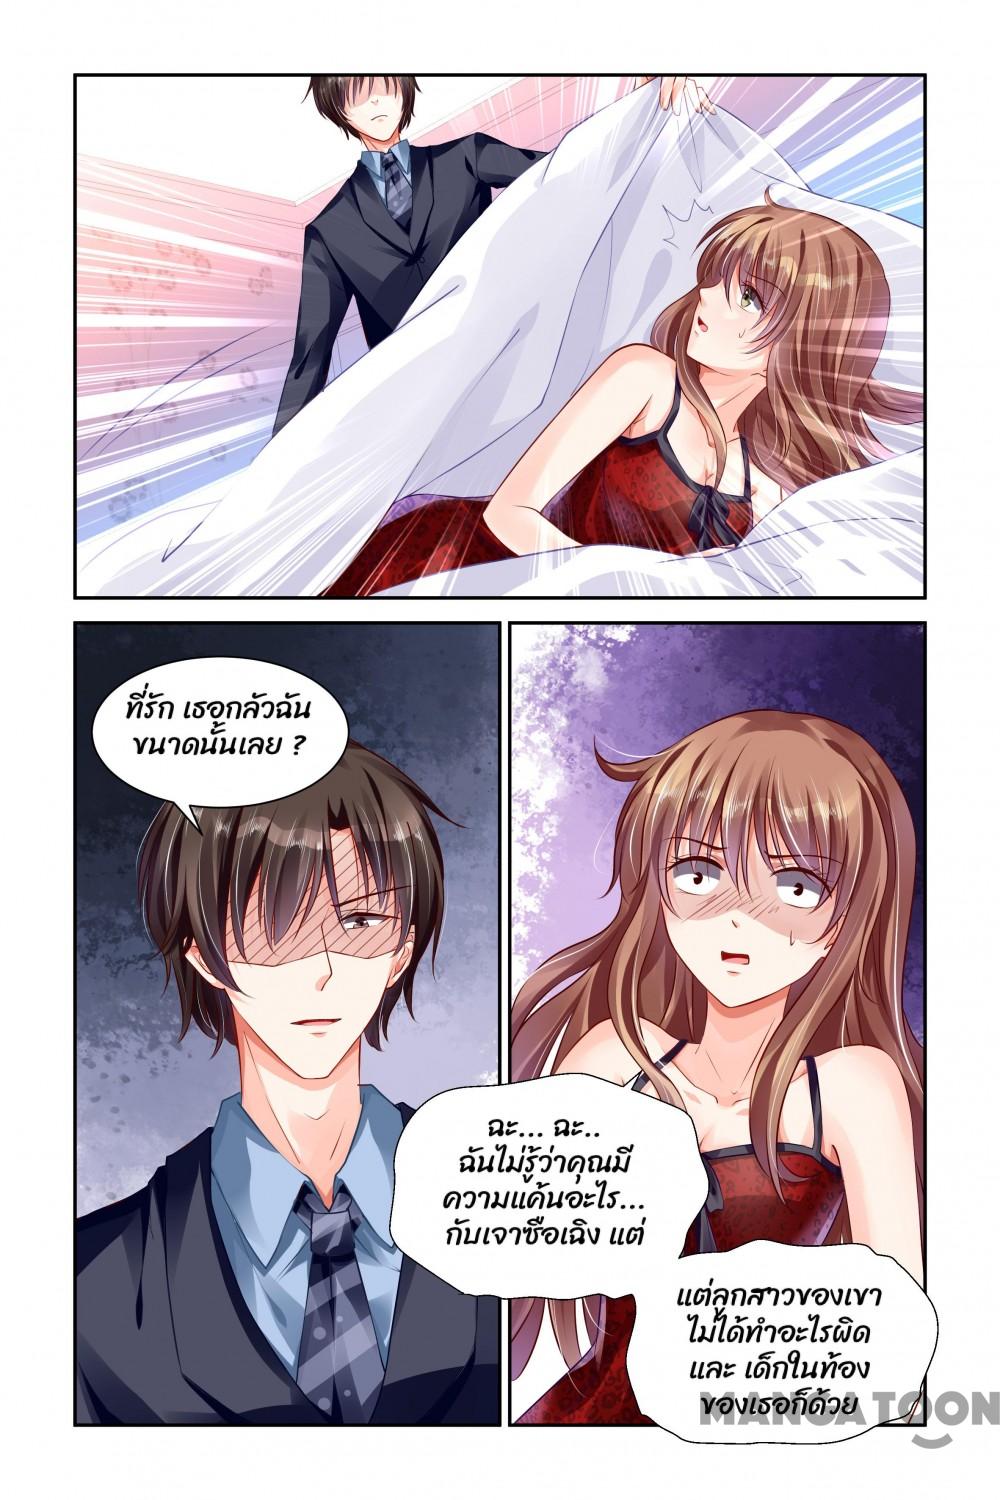 ที่รัก เธอกลัวฉัน
ขนาดนั้นเลย ?
ฉะ... ฉะ..
ฉันไม่รู้ว่าคุณมี
ความแค้นอะไร...
กับเจาซือเฉิง แต่
แต่ลูกสาวของเขา
ไม่ได้ทำอะไรผิด
และ เด็กในท้อง
ของเธอก็ด้วย
MANGATOON